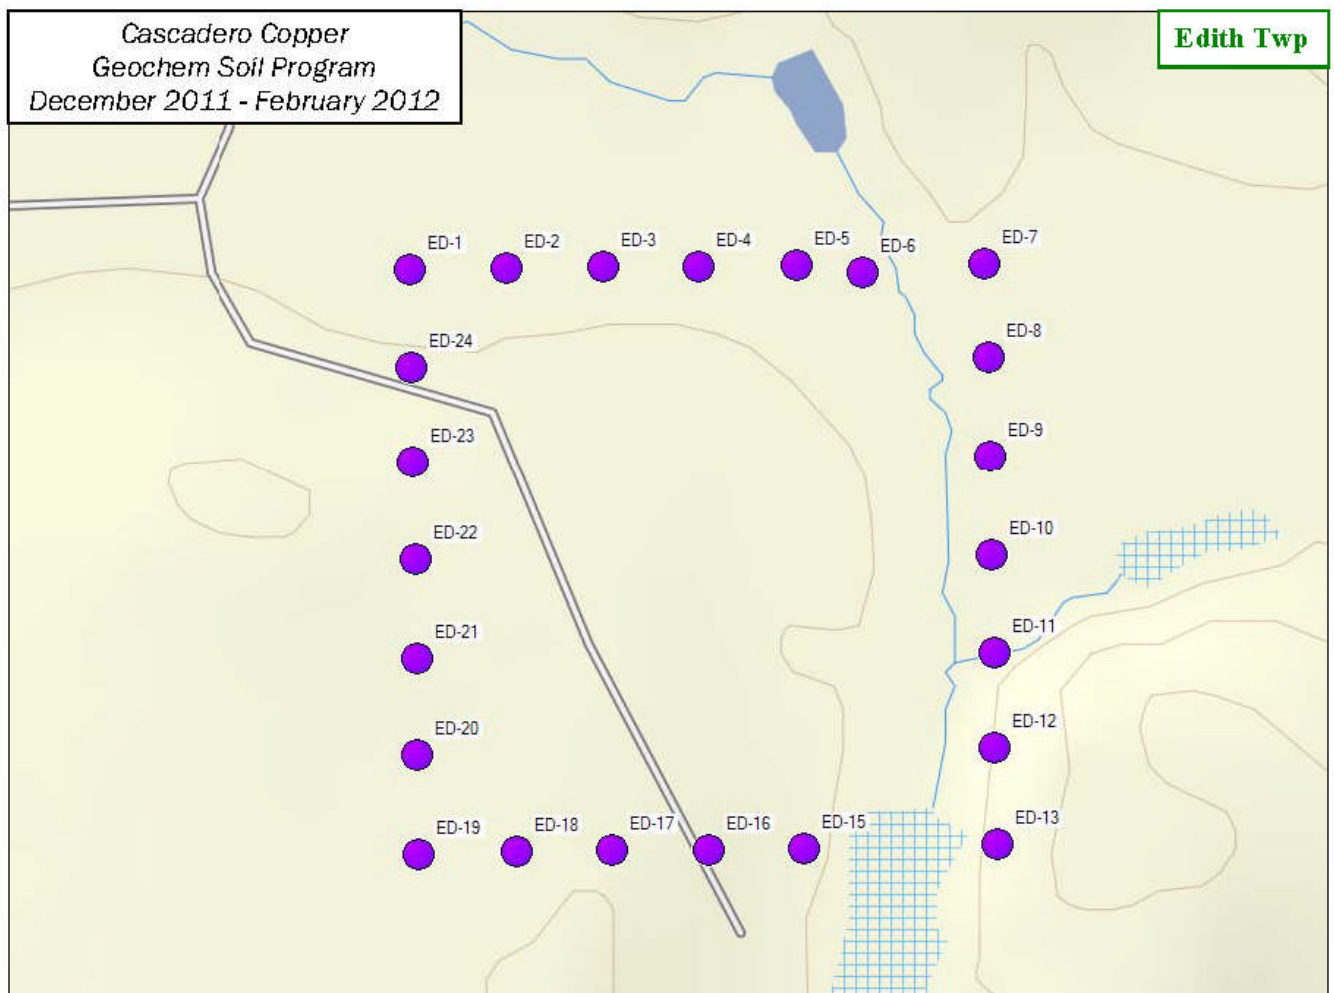 Cascadero Copper
Geochem Soil Program
December 2011 - February 2012
Edith Twp
ED-1
ED-2
ED-3
ED-4
ED-5
ED-6
ED-7
ED-24
ED-8
ED-23
ED-9
ED-22
ED-10
ED-21
ED-11
ED-20
ED-12
ED-19
ED-18
ED-17
ED-16
ED-15
ED-13